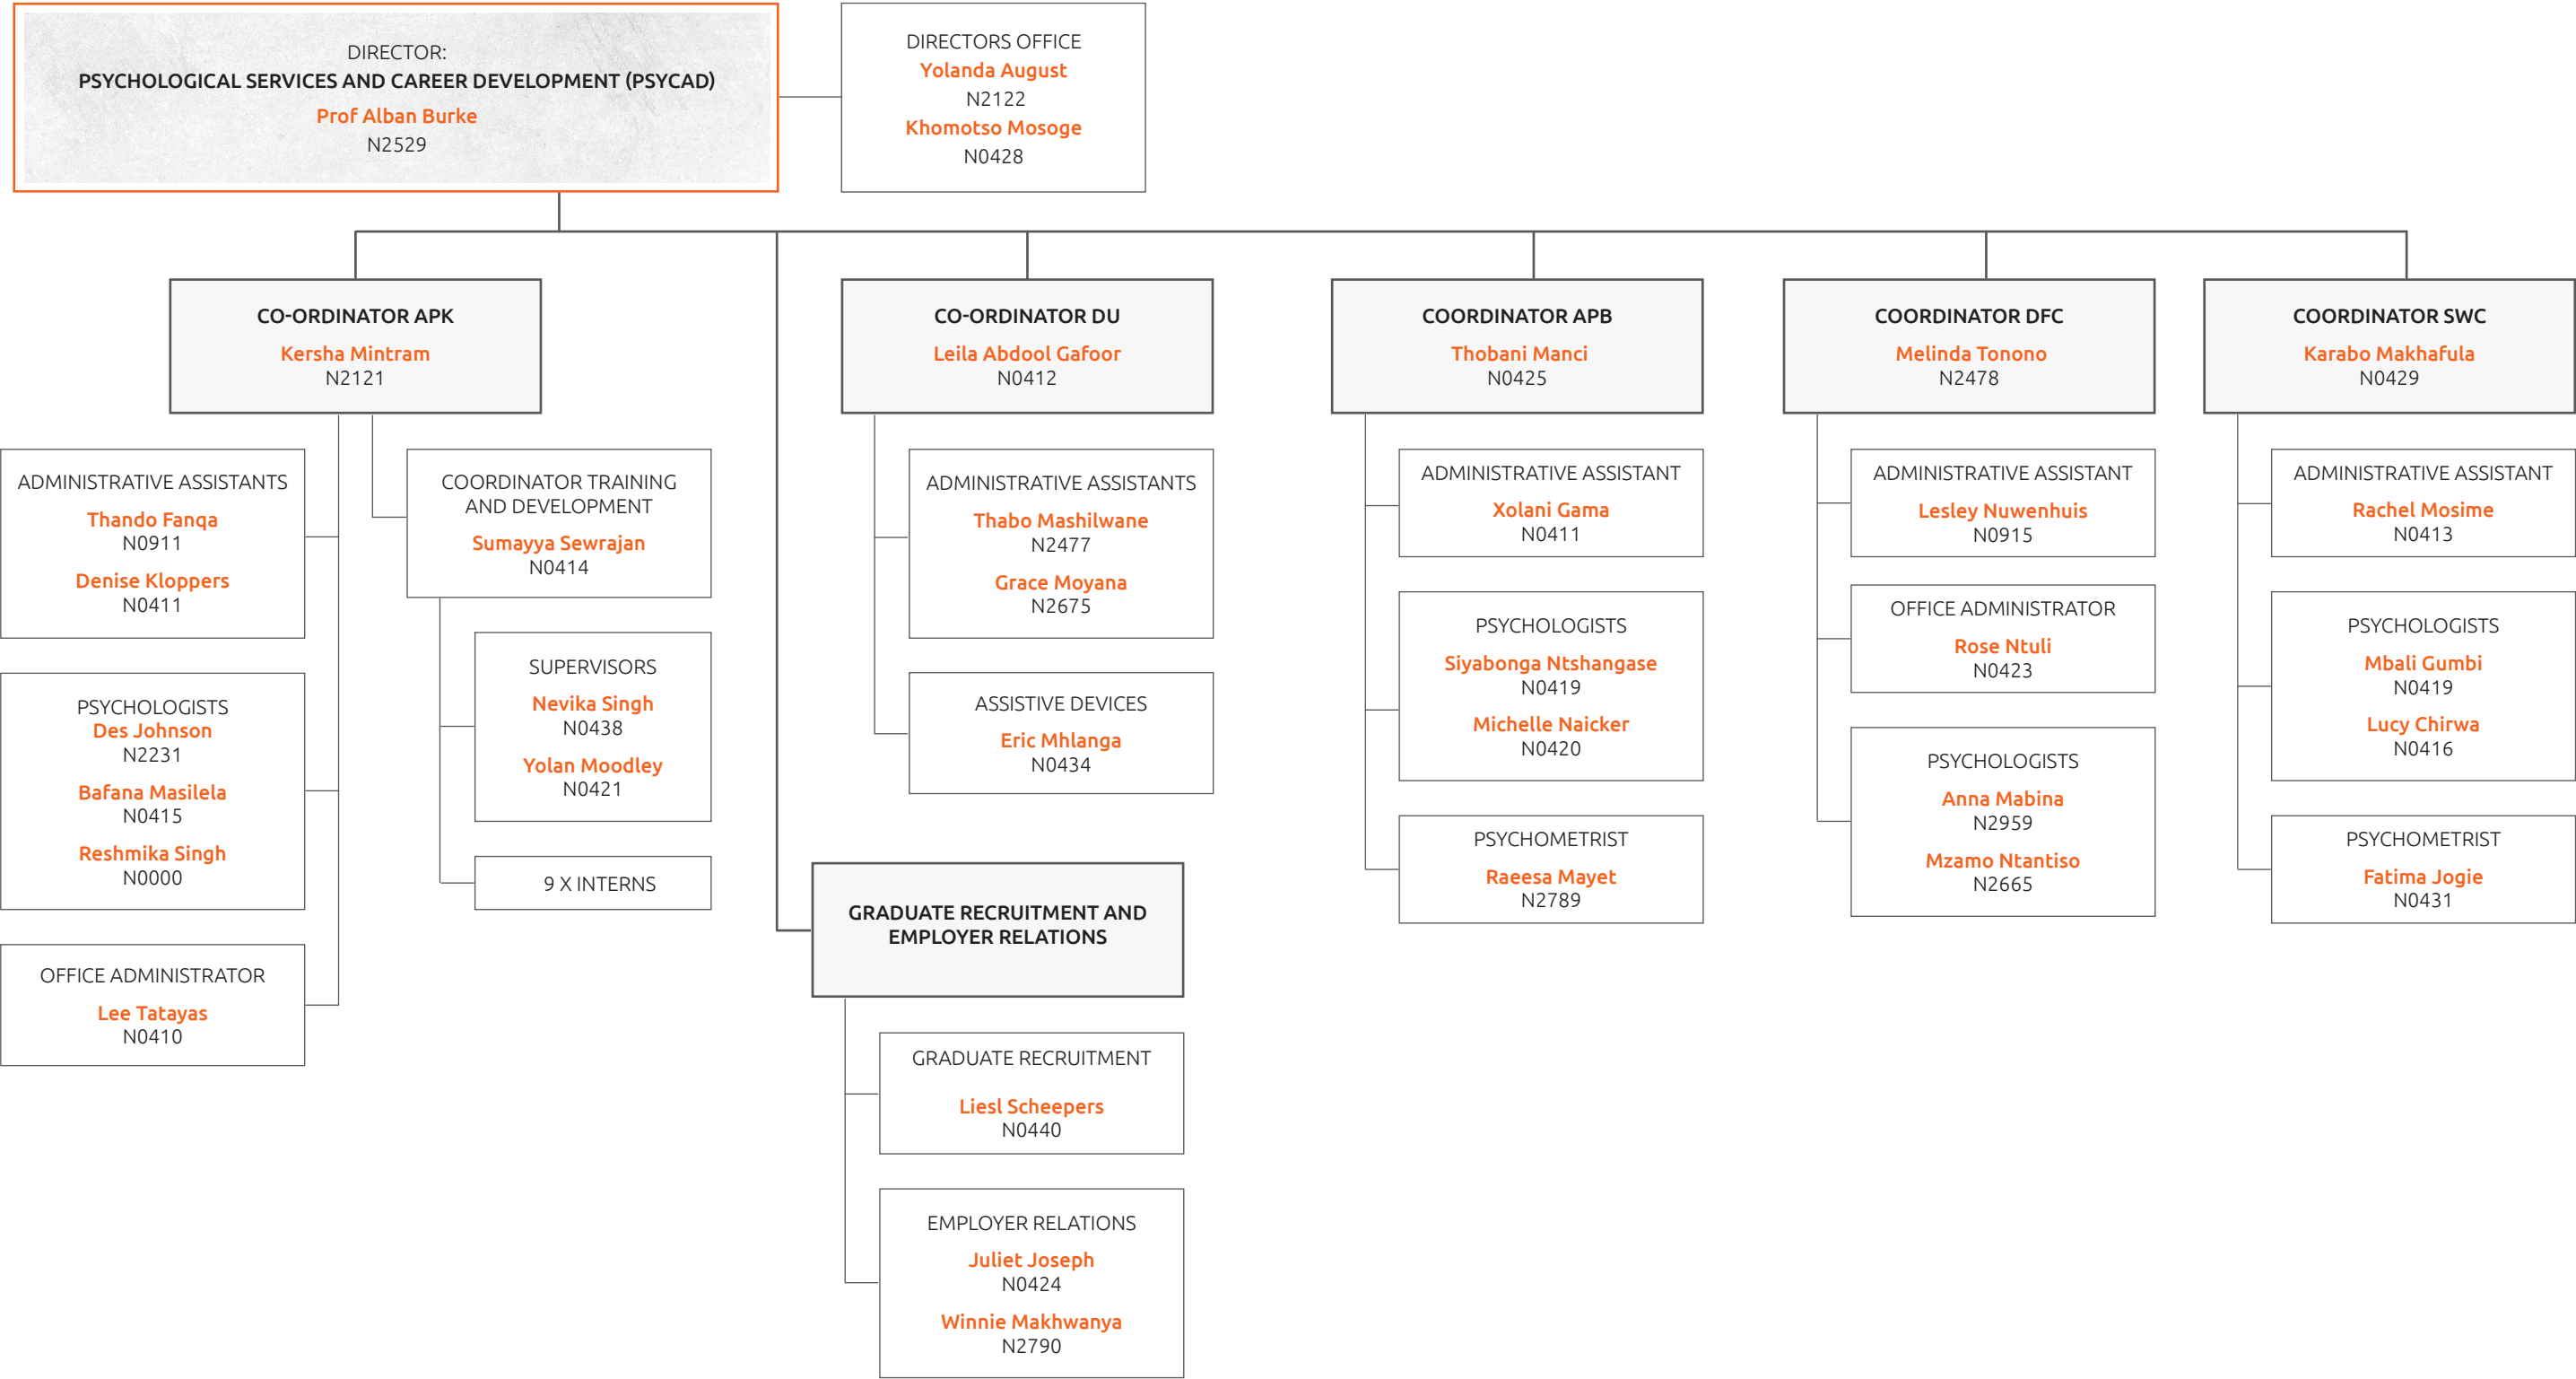 DIRECTOR:
PSYCHOLOGICAL SERVICES AND CAREER DEVELOPMENT (PSYCAD)
Prof Alban Burke
N2529
DIRECTORS OFFICE
Yolanda August
N2122
Khomotso Mosoge
N0428
CO-ORDINATOR APK
Kersha Mintram
N2121
ADMINISTRATIVE ASSISTANTS
Thando Fanqa
N0911
Denise Kloppers
N0411
PSYCHOLOGISTS
Des Johnson
N2231
Bafana Masilela
N0415
Reshmika Singh
N0000
OFFICE ADMINISTRATOR
Lee Tatayas
N0410
COORDINATOR TRAINING
AND DEVELOPMENT
Sumayya Sewrajan
N0414
SUPERVISORS
Nevika Singh
N0438
Yolan Moodley
N0421
9 X INTERNS
CO-ORDINATOR DU
Leila Abdool Gafoor
N0412
ADMINISTRATIVE ASSISTANTS
Thabo Mashilwane
N2477
Grace Moyana
N2675
ASSISTIVE DEVICES
Eric Mhlanga
N0434
GRADUATE RECRUITMENT AND
EMPLOYER RELATIONS
GRADUATE RECRUITMENT
Liesl Scheepers
N0440
EMPLOYER RELATIONS
Juliet Joseph
N0424
Winnie Makhwanya
N2790
COORDINATOR APB
Thobani Manci
N0425
ADMINISTRATIVE ASSISTANT
Xolani Gama
N0411
PSYCHOLOGISTS
Siyabonga Ntshangase
N0419
Michelle Naicker
N0420
PSYCHOMETRIST
Raeesa Mayet
N2789
COORDINATOR DFC
Melinda Tonono
N2478
ADMINISTRATIVE ASSISTANT
Lesley Nuwenhuis
N0915
OFFICE ADMINISTRATOR
Rose Ntuli
N0423
PSYCHOLOGISTS
Anna Mabina
N2959
Mzamo Ntantiso
N2665
COORDINATOR SWC
Karabo Makhafula
N0429
ADMINISTRATIVE ASSISTANT
Rachel Mosime
N0413
PSYCHOLOGISTS
Mbali Gumbi
N0419
Lucy Chirwa
N0416
PSYCHOMETRIST
Fatima Jogie
N0431